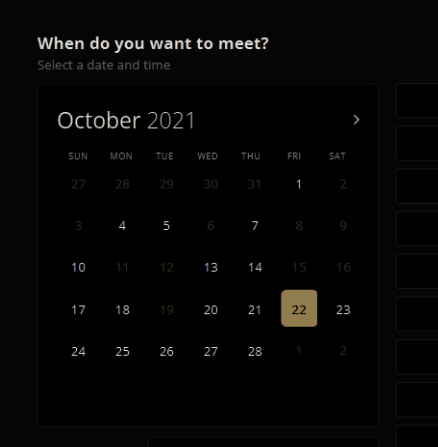 When do you want to meet?
Select a date and time
October 2021 >
SUN MON TUE WED THU FRI SAT
27 28 29 30 31 1 2
3 4 5 6 7 8 9
10 11 12 13 14 15 16
17 18 19 20 21 22 23
24 25 26 27 28 1 2